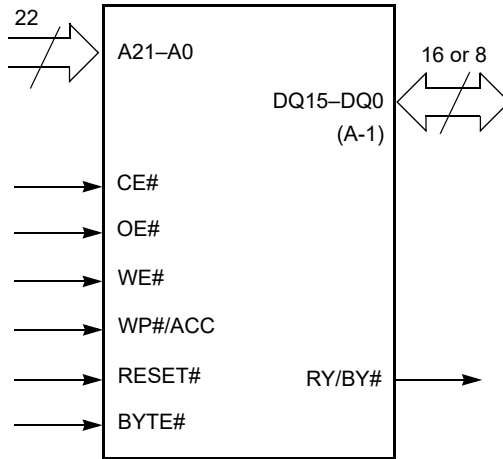 22
A21–A0
16 or 8
DQ15–DQ0
(A-1)
CE#
OE#
WE#
WP#/ACC
RESET#
RY/BY#
BYTE#